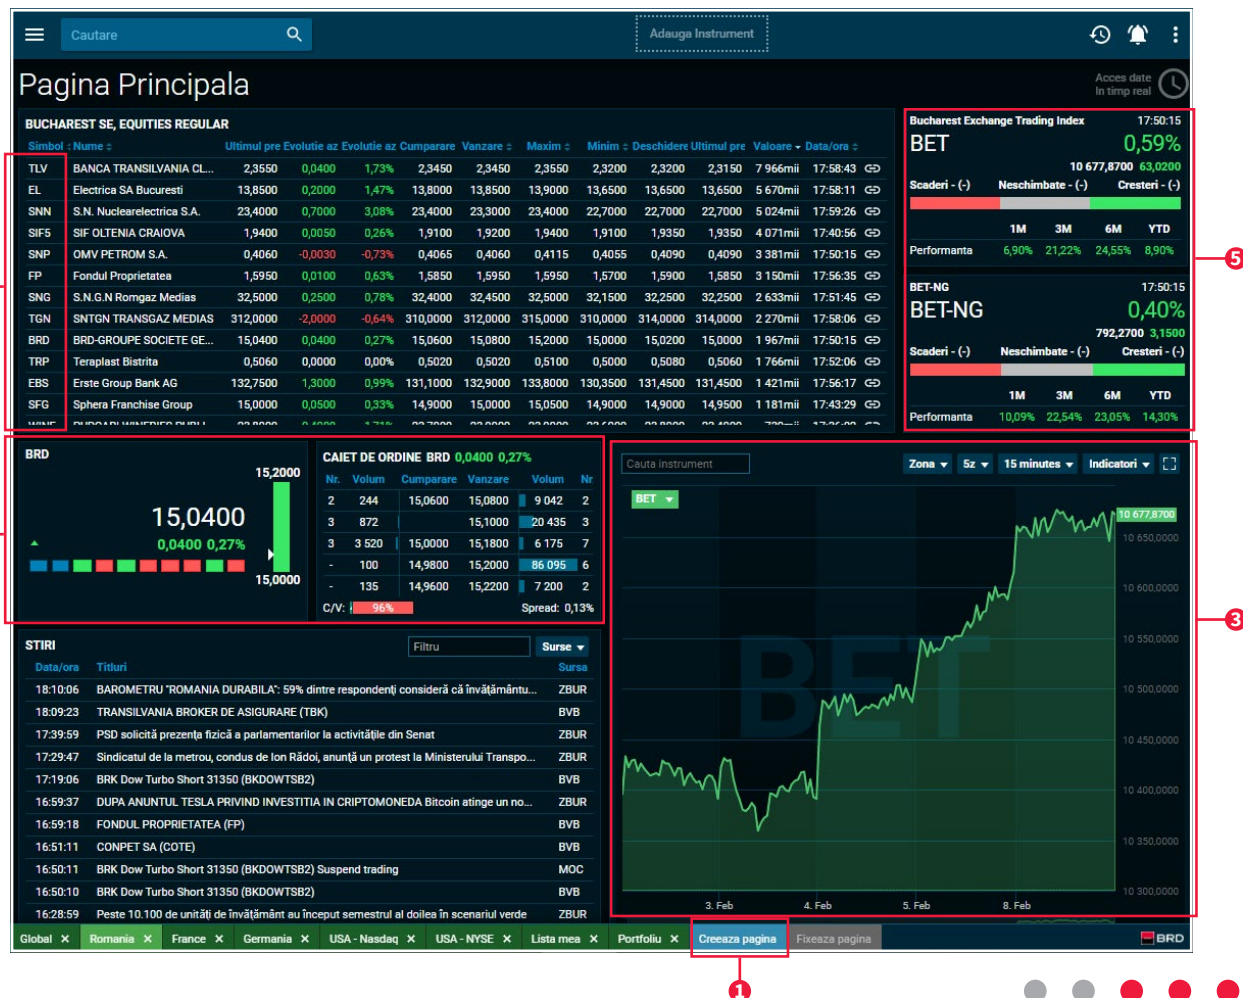 Cautare
Adauga Instrument
Pagina Principala
Acces date
In timp real
BUCHAREST SE, EQUITIES REGULAR
Simbol Nume Ultimul pre Evolutie az Evolutie az Cumparare Vanzare Maxim Minim Deschidere Ultimul pre Valoare Data/ora
TLV BANCA TRANSILVANIA CL... 2,3550 0,0400 1,73% 2,3450 2,3450 2,3550 2,3200 2,3200 2,3150 7 966mii 17:58:43
EL Electrica SA Bucuresti 13,8500 0,2000 1,47% 13,8000 13,8500 13,9000 13,6500 13,6500 13,6500 5 670mii 17:58:11
SNN S.N. Nuclearelectrica S.A. 23,4000 0,7000 3,08% 23,4000 23,3000 23,4000 22,7000 22,7000 22,7000 5 024mii 17:59:26
SIF5 SIF OLTENIA CRAIOVA 1,9400 0,0050 0,26% 1,9100 1,9200 1,9400 1,9100 1,9350 1,9350 4 071mii 17:40:56
SNP OMV PETROM S.A. 0,4060 -0,0030 -0,73% 0,4065 0,4060 0,4115 0,4055 0,4090 0,4090 3 381mii 17:50:15
FP Fondul Proprietatea 1,5950 0,0100 0,63% 1,5850 1,5950 1,5950 1,5700 1,5900 1,5850 3 150mii 17:56:35
SNG S.N.G.N Romgaz Medias 32,5000 0,2500 0,78% 32,4000 32,4500 32,5000 32,1500 32,2500 32,2500 2 633mii 17:51:45
TGN SNTGN TRANSGAZ MEDIAS 312,0000 -2,0000 -0,64% 310,0000 312,0000 315,0000 310,0000 314,0000 314,0000 2 270mii 17:58:06
BRD BRD-GROUPE SOCIETE GE... 15,0400 0,0400 0,27% 15,0600 15,0800 15,2000 15,0000 15,0200 15,0000 1 967mii 17:50:15
TRP Teraplast Bistrita 0,5060 0,0000 0,00% 0,5020 0,5020 0,5100 0,5000 0,5080 0,5060 1 766mii 17:52:06
EBS Erste Group Bank AG 132,7500 1,3000 0,99% 131,1000 132,9000 133,8000 130,3500 131,4500 131,4500 1 421mii 17:56:17
SFG Sphera Franchise Group 15,0000 0,0500 0,33% 14,9000 15,0000 15,0500 14,9000 14,9000 14,9500 1 181mii 17:43:29
Bucharest Exchange Trading Index 17:50:15
BET 0,59%
10 677,8700 63,0200
Scaderi - (-) Neschimbate - (-) Cresteri - (-)
1M 3M 6M YTD
Performanta 6,90% 21,22% 24,55% 8,90%
5
BET-NG 17:50:15
BET-NG 0,40%
792,2700 3,1500
Scaderi - (-) Neschimbate - (-) Cresteri - (-)
1M 3M 6M YTD
Performanta 10,09% 22,54% 23,05% 14,30%
BRD
15,2000
15,0400
0,0400 0,27%
15,0000
CAIET DE ORDINE BRD 0,0400 0,27%
Nr. Volum Cumparare Vanzare Volum Nr
2 244 15,0600 15,0800 9 042 2
3 872 15,1000 20 435 3
3 3 520 15,0000 15,1800 6 175 7
- 100 14,9800 15,2000 86 095 6
- 135 14,9600 15,2200 7 200 2
C/V: 96% Spread: 0,13%
Cauta instrument Zona 5z 15 minutes Indicatori
BET
BET
10 677,8700
10 650,0000
10 600,0000
10 550,0000
10 500,0000
10 450,0000
10 400,0000
10 350,0000
10 300,0000
3. Feb 4. Feb 5. Feb 8. Feb
3
STIRI Filtru Surse
Data/ora Titluri Sursa
18:10:06 BAROMETRU "ROMANIA DURABILA": 59% dintre respondenți consideră că învățământu... ZBUR
18:09:23 TRANSILVANIA BROKER DE ASIGURARE (TBK) BVB
17:39:59 PSD solicită prezența fizică a parlamentarilor la activitățile din Senat ZBUR
17:29:47 Sindicatul de la metrou, condus de Ion Rădoi, anunță un protest la Ministerului Transpo... ZBUR
17:19:06 BRK Dow Turbo Short 31350 (BKDOWTSB2) BVB
16:59:37 DUPA ANUNTUL TESLA PRIVIND INVESTITIA IN CRIPTOMONEDA Bitcoin atinge un no... ZBUR
16:59:18 FONDUL PROPRIETATEA (FP) BVB
16:51:11 CONPET SA (COTE) BVB
16:50:11 BRK Dow Turbo Short 31350 (BKDOWTSB2) Suspend trading MOC
16:50:10 BRK Dow Turbo Short 31350 (BKDOWTSB2) BVB
16:28:59 Peste 10.100 de unități de învățământ au început semestrul al doilea în scenariul verde ZBUR
Global Romania France Germania USA - Nasdaq USA - NYSE Lista mea Portfoliu Creeaza pagina Fixeaza pagina BRD
1